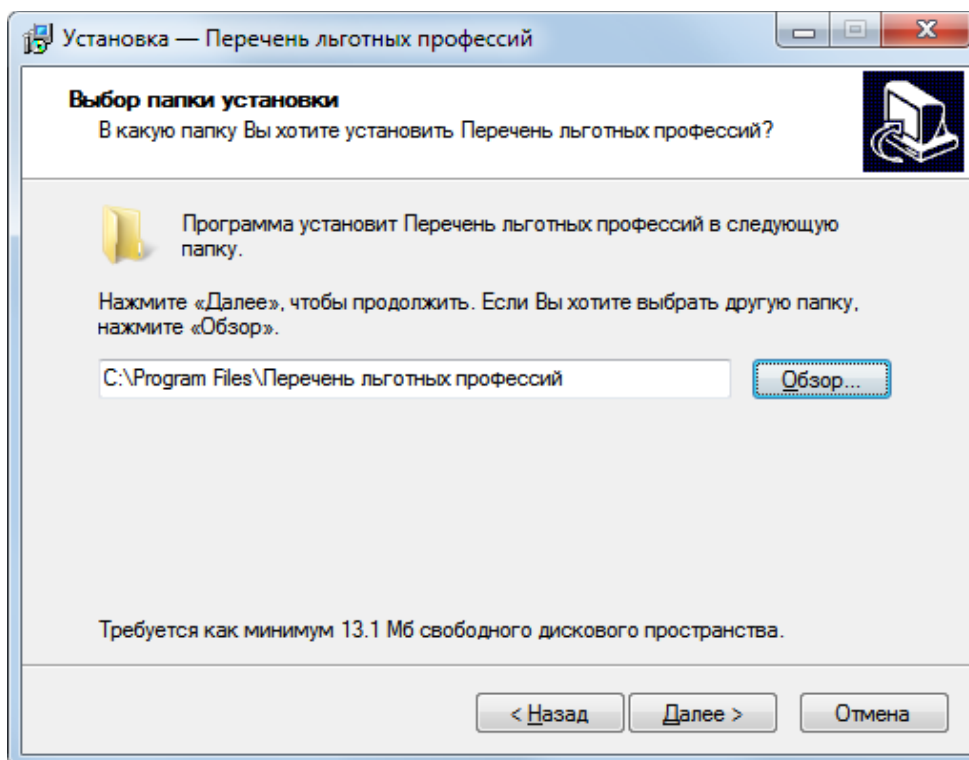 Установка — Перечень льготных профессий
Выбор папки установки
В какую папку Вы хотите установить Перечень льготных профессий?
Программа установит Перечень льготных профессий в следующую
папку.
Нажмите «Далее», чтобы продолжить. Если Вы хотите выбрать другую папку,
нажмите «Обзор».
C:\Program Files\Перечень льготных профессий
Обзор...
Требуется как минимум 13.1 Мб свободного дискового пространства.
< Назад
Далее >
Отмена